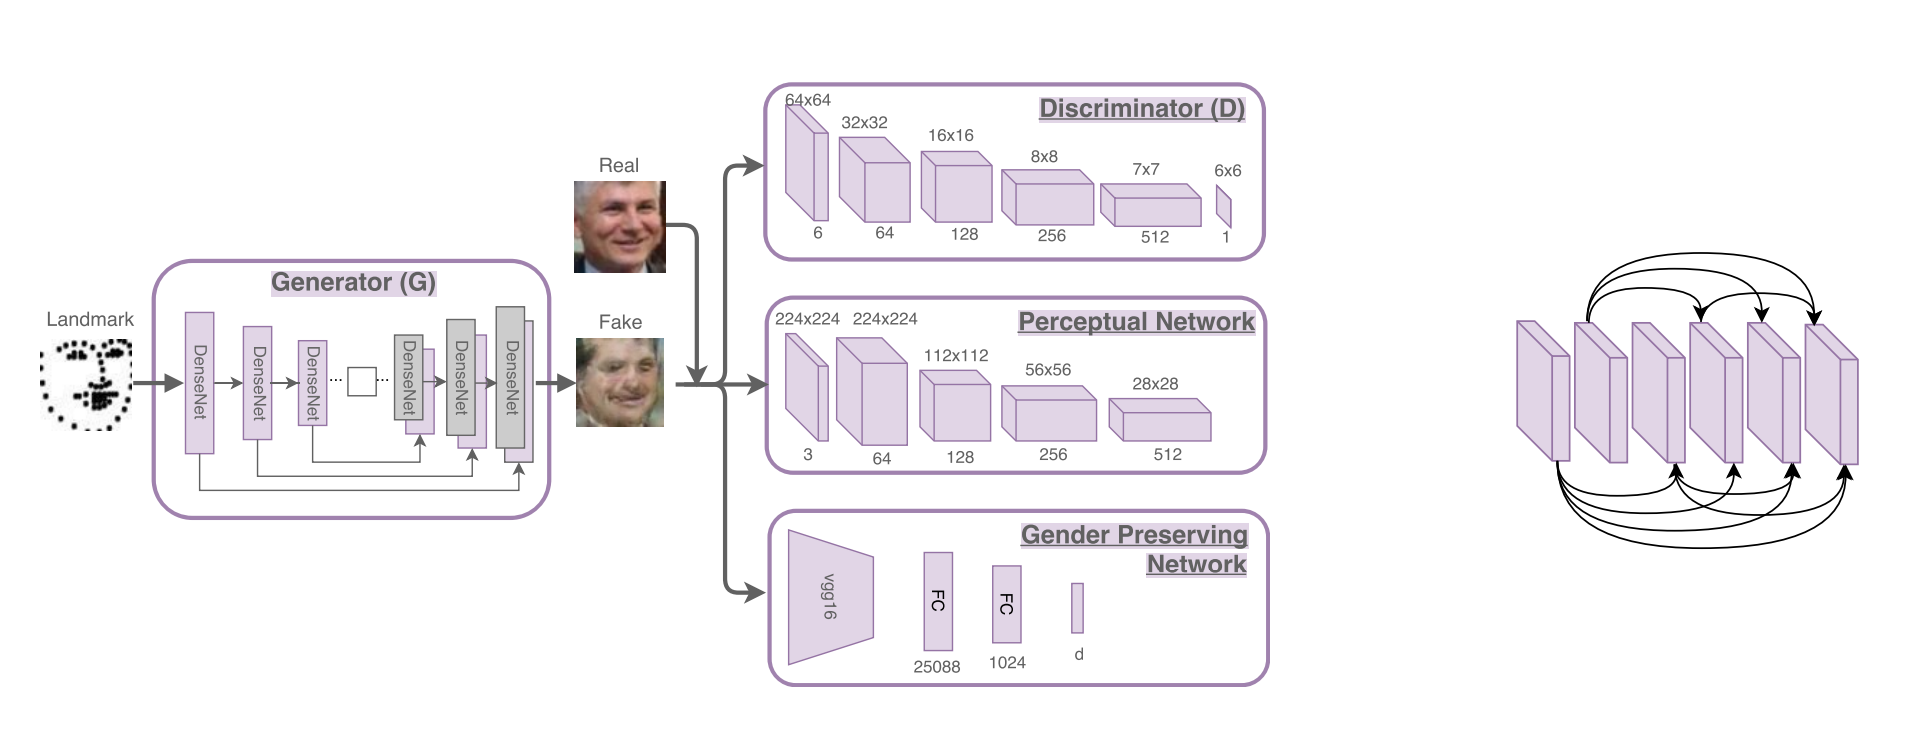 Landmark
Generator (G)
DenseNet
DenseNet
DenseNet
...
...
DenseNet
DenseNet
DenseNet
Real
Fake
Discriminator (D)
64x64
32x32
16x16
8x8
7x7
6x6
6
64
128
256
512
1
Perceptual Network
224x224
224x224
112x112
56x56
28x28
3
64
128
256
512
Gender Preserving
Network
vgg16
FC
FC
25088
1024
d